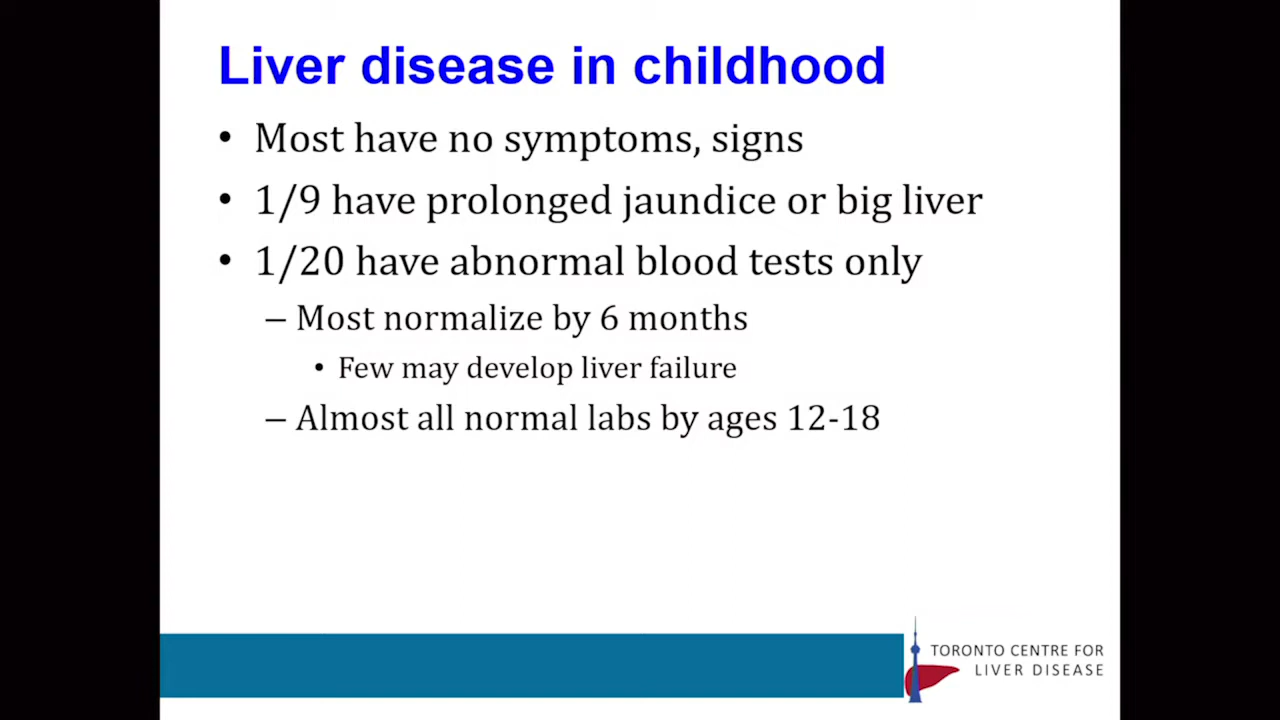 Liver disease in childhood
• Most have no symptoms, signs
• 1/9 have prolonged jaundice or big liver
• 1/20 have abnormal blood tests only
– Most normalize by 6 months
• Few may develop liver failure
– Almost all normal labs by ages 12-18
TORONTO CENTRE FOR
LIVER DISEASE